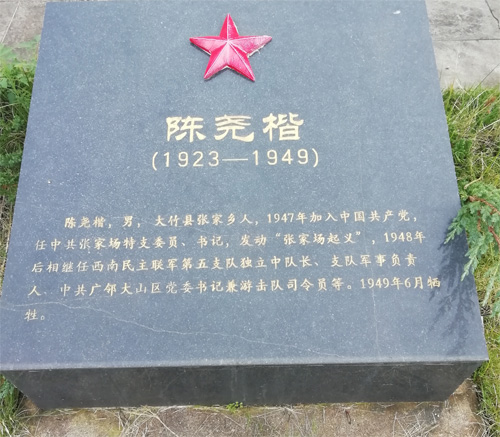 陈尧楷
(1923—1949)
陈尧楷，男，大竹县张家乡人，1947年加入中国共产党，
任中共张家场特支委员、书记，发动“张家场起义”，1948年
后相继任西南民主联军第五支队独立中队长、支队军事负责
人、中共广邻大山区党委书记兼游击队司令员等。1949年6月牺
牲。